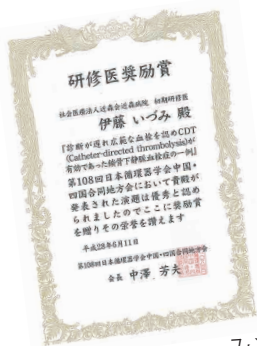 研修医奨励賞
社会医療法人近森会近森病院 初期研修医
伊藤 いづみ 殿
『診断が遅れ広範な血栓を認めCDT
(Catheter-directed thrombolysis)が
有効であった腸骨下静脈血栓症の一例』
第108回日本循環器学会中国・
四国合同地方会において貴殿が
発表された演題は優秀と認め
られましたのでここに奨励賞
を贈りその栄誉を讃えます
平成28年6月11日
第108回日本循環器学会中国・四国合同地方会
会長 中澤 芳夫